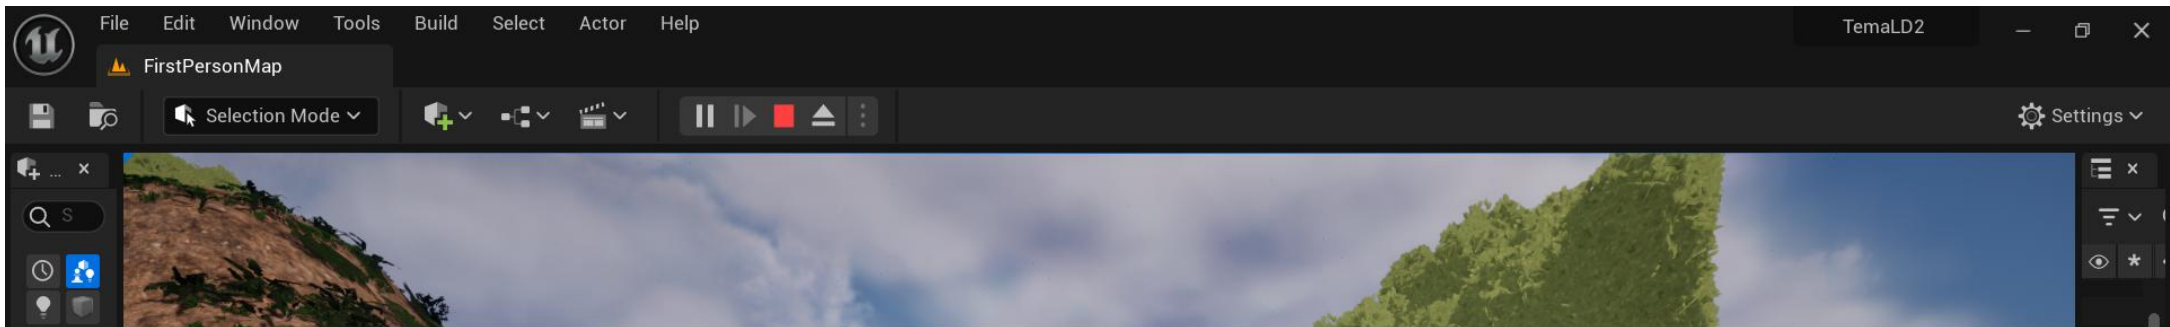 File Edit Window Tools Build Select Actor Help TemaLD2
FirstPersonMap
Selection Mode Settings
...
S